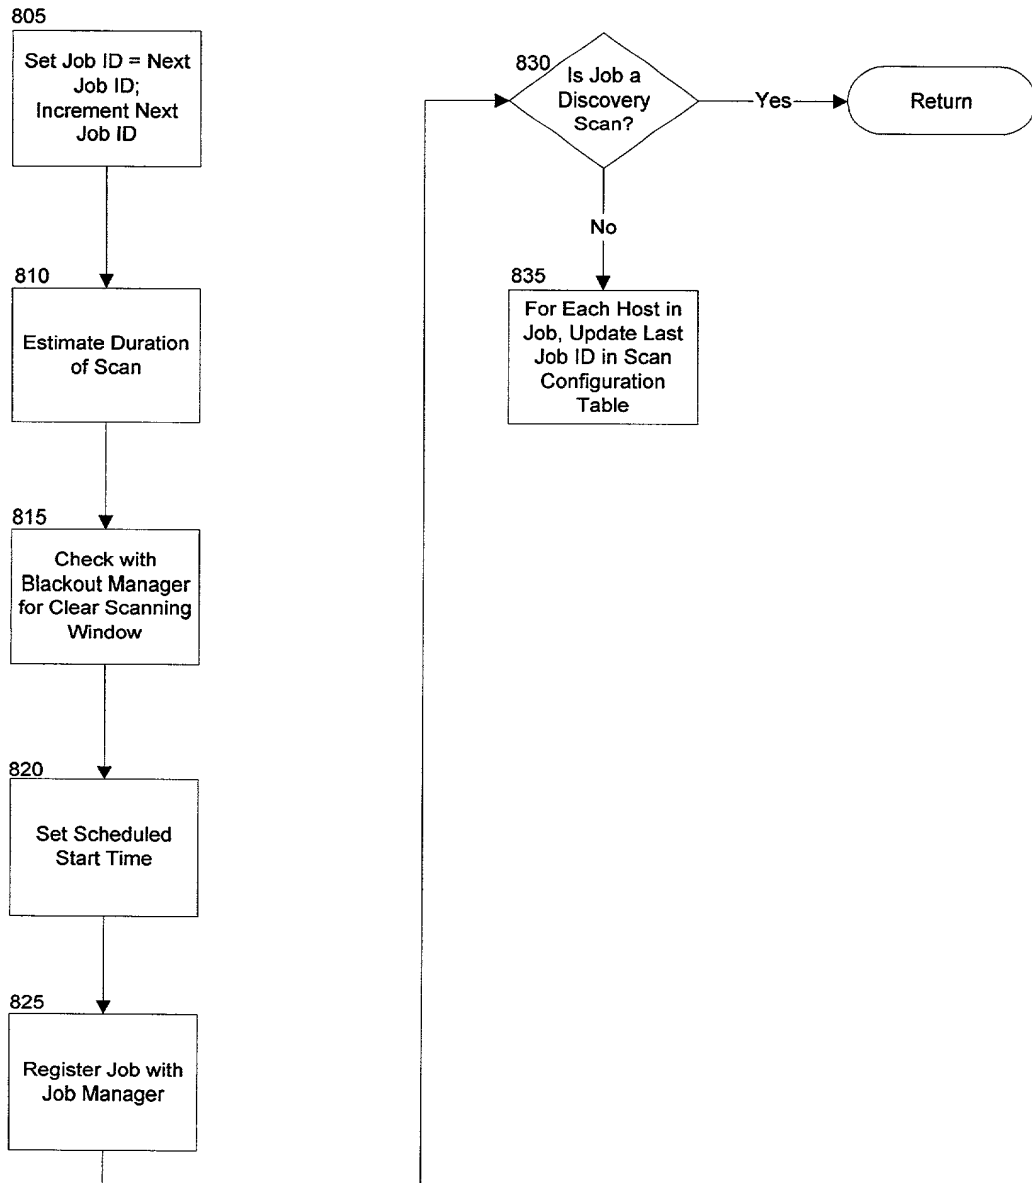 805
Set Job ID = Next
Job ID;
Increment Next
Job ID
810
Estimate Duration
of Scan
815
Check with
Blackout Manager
for Clear Scanning
Window
820
Set Scheduled
Start Time
825
Register Job with
Job Manager
830
Is Job a
Discovery
Scan?
Yes
Return
No
835
For Each Host in
Job, Update Last
Job ID in Scan
Configuration
Table